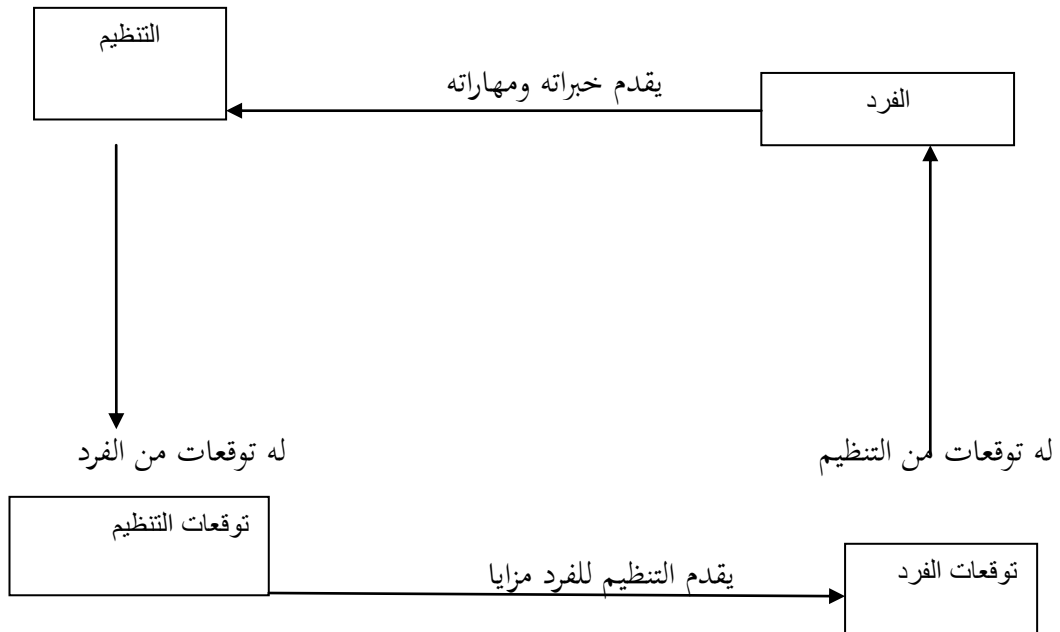 التنظيم
يقدم خبراته ومهاراته
الفرد
له توقعات من التنظيم
له توقعات من الفرد
توقعات التنظيم
توقعات الفرد
يقدم التنظيم للفرد مزايا